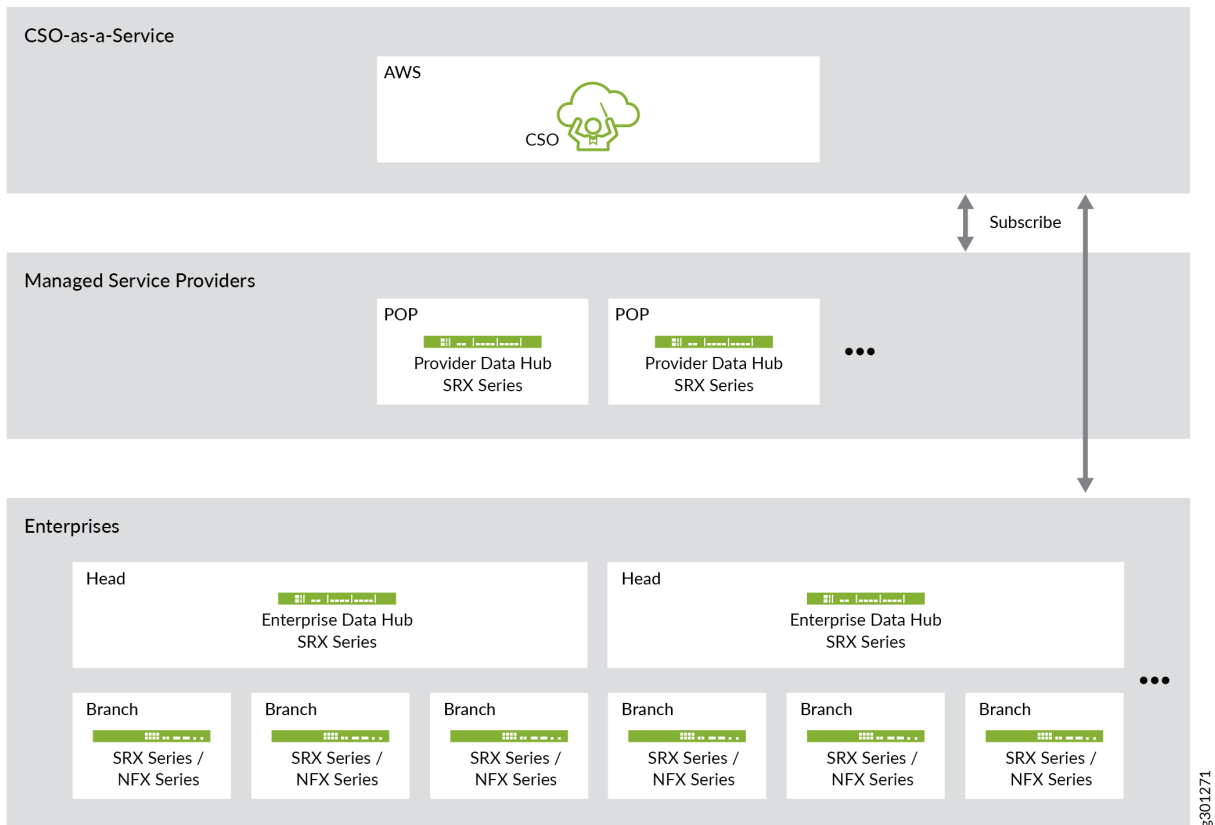 CSO-as-a-Service
AWS
CSO
Subscribe
Managed Service Providers
POP
Provider Data Hub
SRX Series
POP
Provider Data Hub
SRX Series
Enterprises
Head
Enterprise Data Hub
SRX Series
Head
Enterprise Data Hub
SRX Series
Branch
SRX Series /
NFX Series
Branch
SRX Series /
NFX Series
Branch
SRX Series /
NFX Series
Branch
SRX Series /
NFX Series
Branch
SRX Series /
NFX Series
Branch
SRX Series /
NFX Series
g301271